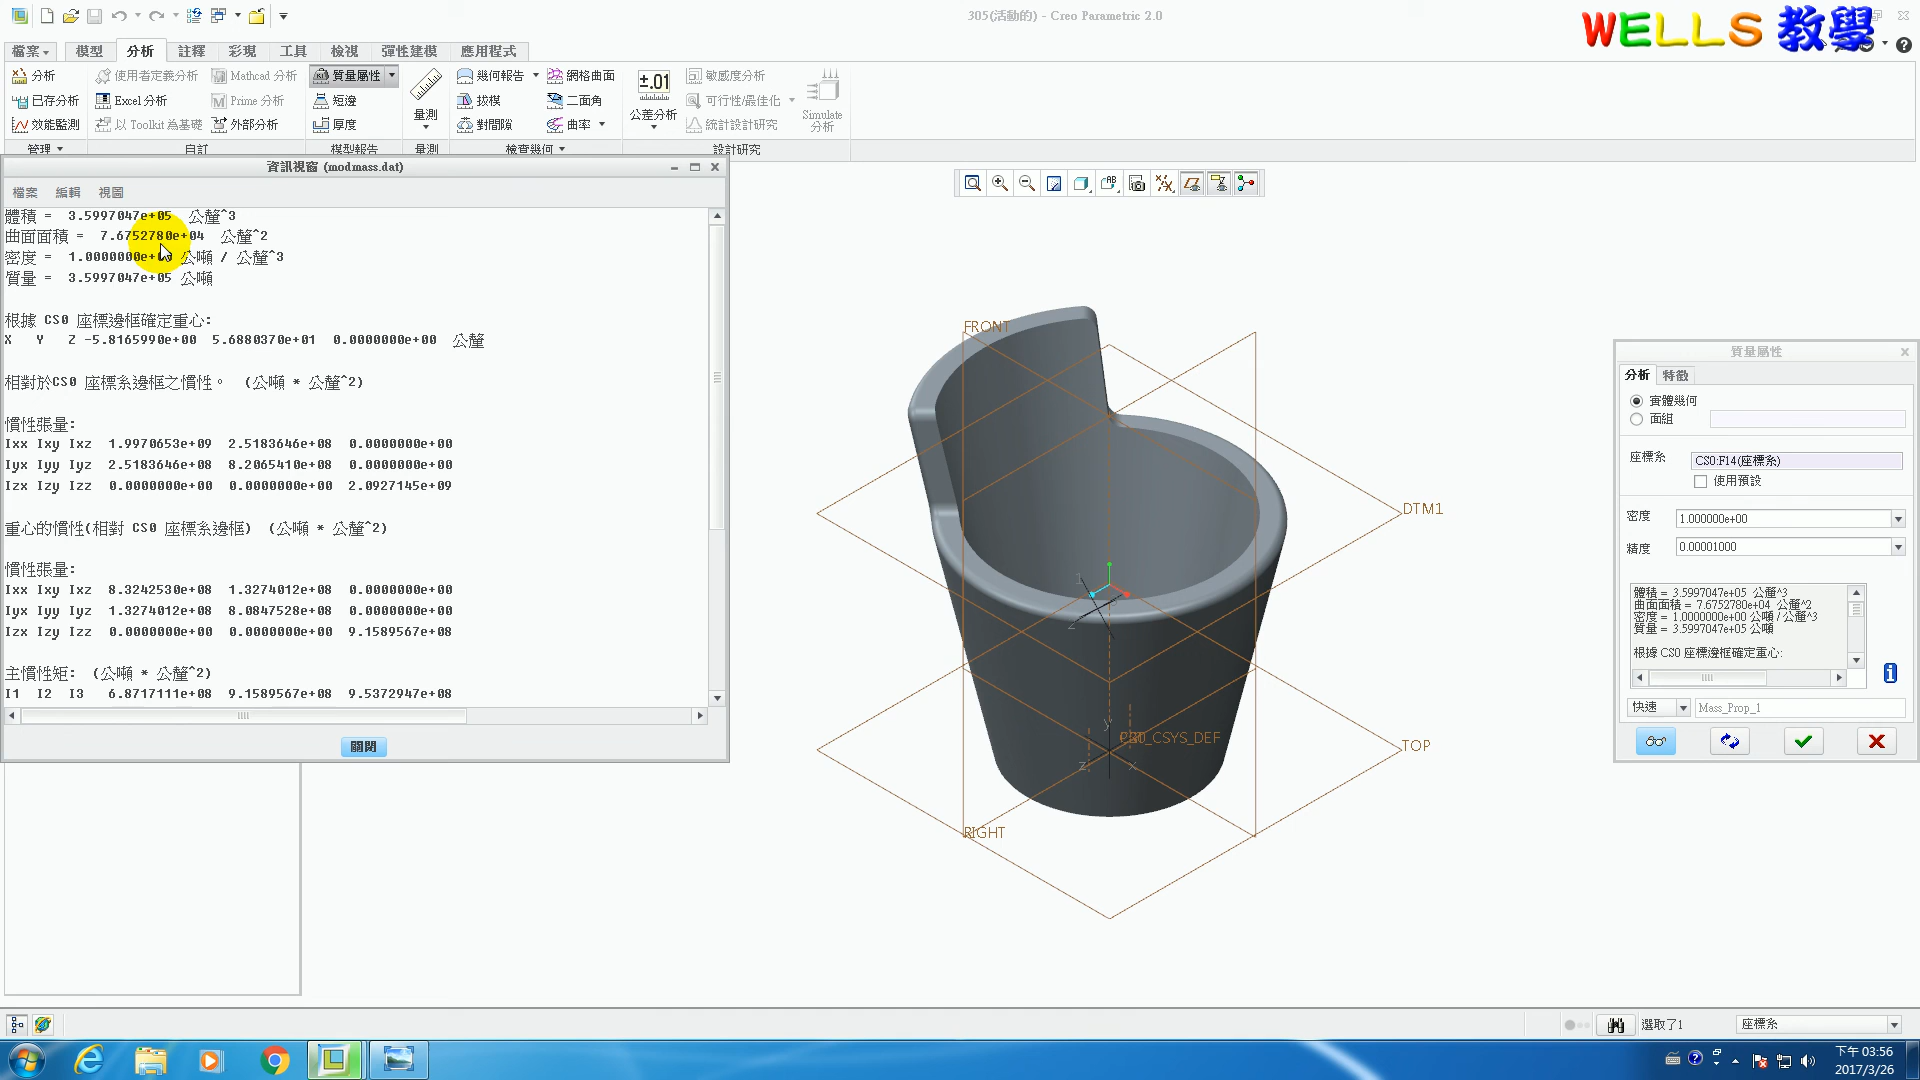 305(活動的) - Creo Parametric 2.0
WELLS 教學
檔案 模型 分析 註釋 彩現 工具 檢視 彈性建模 應用程式
分析 使用者定義分析 Mathcad 分析 質量屬性 幾何報告 網格曲面 敏感度分析
已存分析 Excel 分析 Prime 分析 短邊 拔模 二面角 可行性/最佳化
效能監測 以 Toolkit 為基礎 外部分析 厚度 對間隙 曲率 統計設計研究
量測 ±.01 公差分析 Simulate 分析
管理 自訂 模型報告 量測 檢查幾何 設計研究
資訊視窗 (modmass.dat)
檔案 編輯 視圖
體積 = 3.5997047e+05 公釐^3
曲面面積 = 7.6752780e+04 公釐^2
密度 = 1.0000000e+00 公噸 / 公釐^3
質量 = 3.5997047e+05 公噸
根據 CS0 座標邊框確定重心:
X Y Z -5.8165990e+00 5.6880370e+01 0.0000000e+00 公釐
相對於CS0 座標系邊框之慣性。 (公噸 * 公釐^2)
慣性張量:
Ixx Ixy Ixz 1.9970653e+09 2.5183646e+08 0.0000000e+00
Iyx Iyy Iyz 2.5183646e+08 8.2065410e+08 0.0000000e+00
Izx Izy Izz 0.0000000e+00 0.0000000e+00 2.0927145e+09
重心的慣性(相對 CS0 座標系邊框) (公噸 * 公釐^2)
慣性張量:
Ixx Ixy Ixz 8.3242530e+08 1.3274012e+08 0.0000000e+00
Iyx Iyy Iyz 1.3274012e+08 8.0847528e+08 0.0000000e+00
Izx Izy Izz 0.0000000e+00 0.0000000e+00 9.1589567e+08
主慣性矩: (公噸 * 公釐^2)
I1 I2 I3 6.8717111e+08 9.1589567e+08 9.5372947e+08
關閉
FRONT
DTM1
1
2
y
CSYS_DEF
z x
TOP
RIGHT
質量屬性
分析 特徵
實體幾何
面組
座標系 CS0:F14(座標系)
使用預設
密度 1.000000e+00
精度 0.00001000
體積 = 3.5997047e+05 公釐^3
曲面面積 = 7.6752780e+04 公釐^2
密度 = 1.0000000e+00 公噸 / 公釐^3
質量 = 3.5997047e+05 公噸
根據 CS0 座標邊框確定重心:
快速 Mass_Prop_1
選取了1 座標系
下午 03:56
2017/3/26